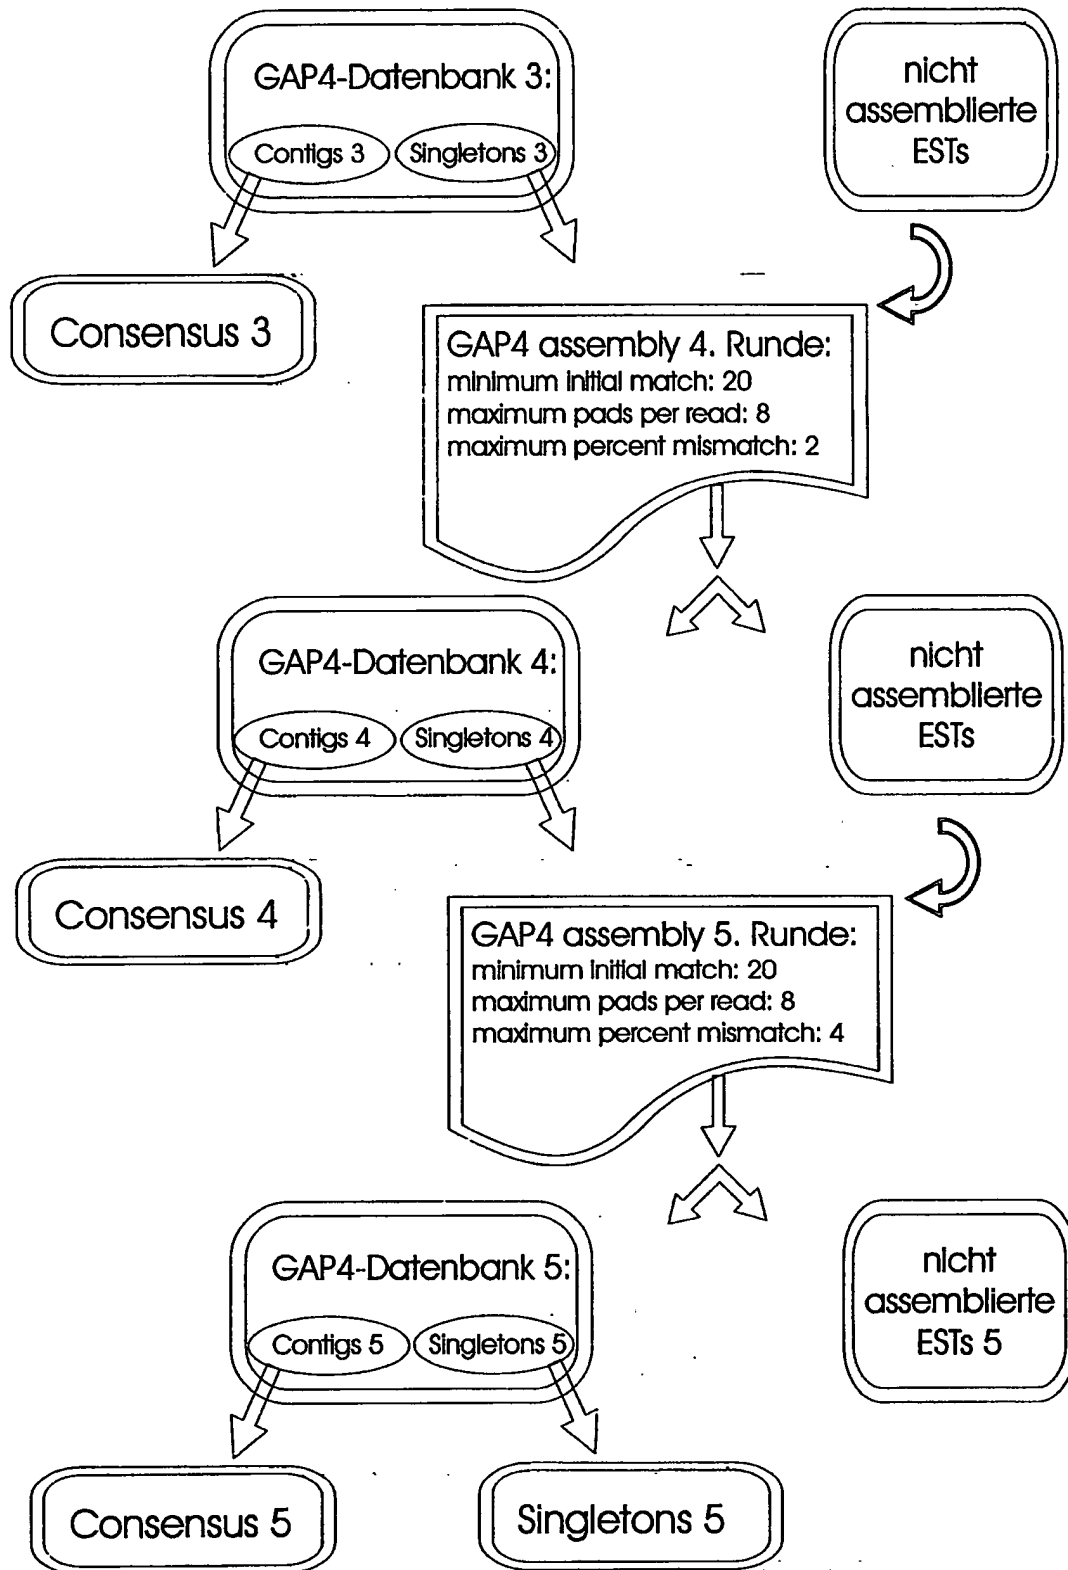 GAP4-Datenbank 3:
Contigs 3
Singletons 3
nicht
assemblierte
ESTs
Consensus 3
GAP4 assembly 4. Runde:
minimum initial match: 20
maximum pads per read: 8
maximum percent mismatch: 2
GAP4-Datenbank 4:
Contigs 4
Singletons 4
nicht
assemblierte
ESTs
Consensus 4
GAP4 assembly 5. Runde:
minimum initial match: 20
maximum pads per read: 8
maximum percent mismatch: 4
GAP4-Datenbank 5:
Contigs 5
Singletons 5
nicht
assemblierte
ESTs 5
Consensus 5
Singletons 5